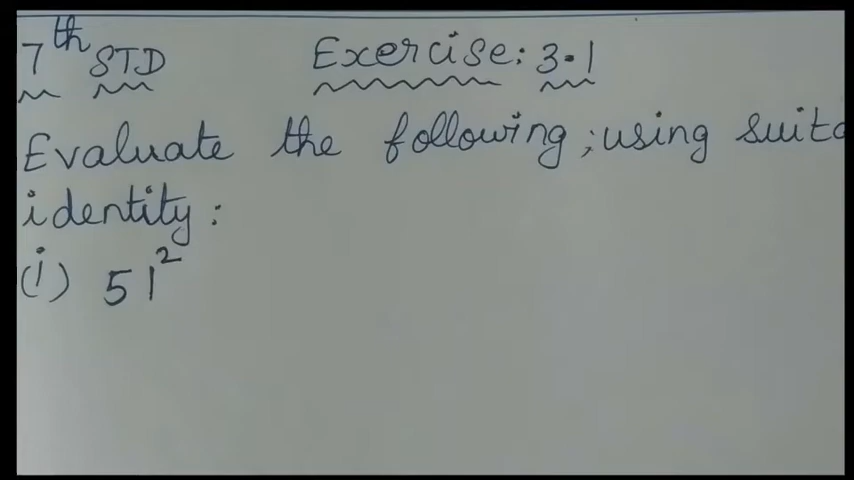 7th STD Exercise: 3.1
Evaluate the following; using
identity:
(i) 51²